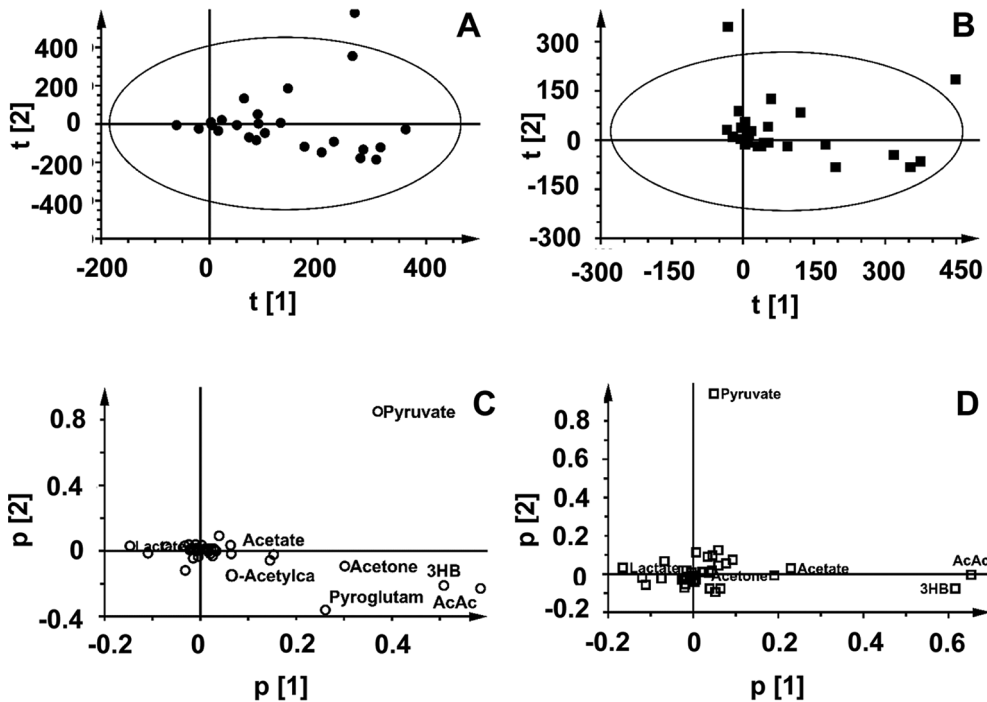 A
400
200
0
-200
-400
t [2]
-200 0 200 400
t [1]
B
300
150
0
-150
-300
t [2]
-300 -150 0 150 300 450
t [1]
C
0.8
0.4
0
-0.4
p [2]
Pyruvate
Lactate
Acetate
O-Acetylca
Acetone
3HB
Pyroglutam
AcAc
-0.2 0 0.2 0.4
p [1]
D
0.8
0.6
0.4
0.2
0
-0.2
p [2]
Pyruvate
AcAc
Lactate
Acetone
Acetate
3HB
-0.2 0 0.2 0.4 0.6
p [1]